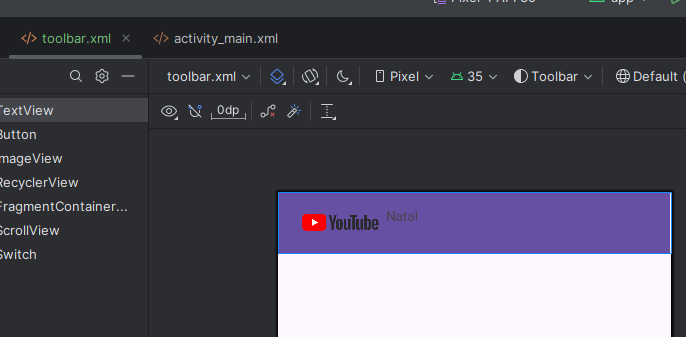 app
toolbar.xml
activity_main.xml
toolbar.xml
Pixel
35
Toolbar
Default (
TextView
0dp
Button
ImageView
RecyclerView
FragmentContainer...
ScrollView
Switch
YouTube
Natal